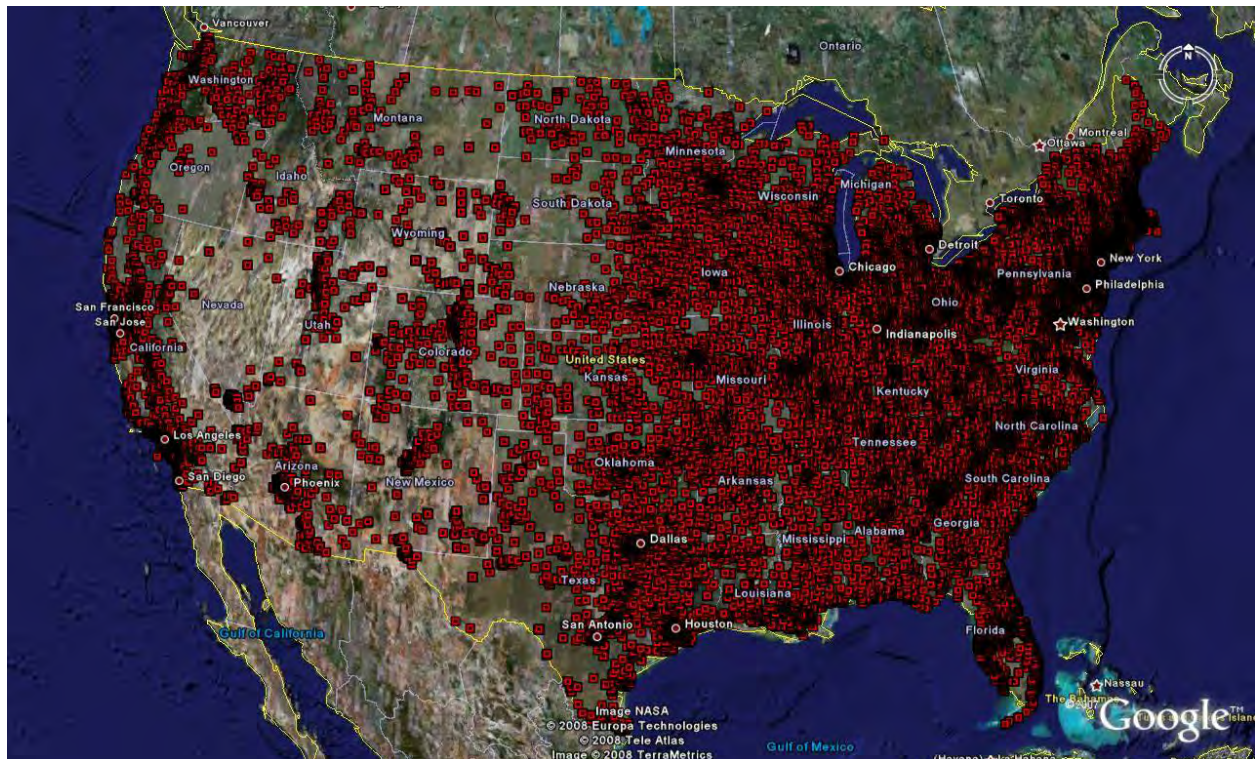 Vancouver
Ontario
N
Washington
Montana
North Dakota
Minnesota
Montréal
Ottawa
Oregon
Idaho
Wisconsin
Michigan
South Dakota
Toronto
Wyoming
Detroit
Iowa
Chicago
New York
Pennsylvania
Nebraska
Philadelphia
Nevada
Ohio
San Francisco
San Jose
Utah
Illinois
Indianapolis
Washington
California
Colorado
United States
Kansas
Missouri
Kentucky
Virginia
Los Angeles
North Carolina
Tennessee
Arizona
Oklahoma
San Diego
Phoenix
New Mexico
Arkansas
South Carolina
Georgia
Alabama
Dallas
Mississippi
Texas
Louisiana
San Antonio
Houston
Florida
Gulf of California
Nassau
The Bahamas
Image NASA
© 2008 Europa Technologies
© 2008 Tele Atlas
Image © 2008 TerraMetrics
Google™
Gulf of Mexico